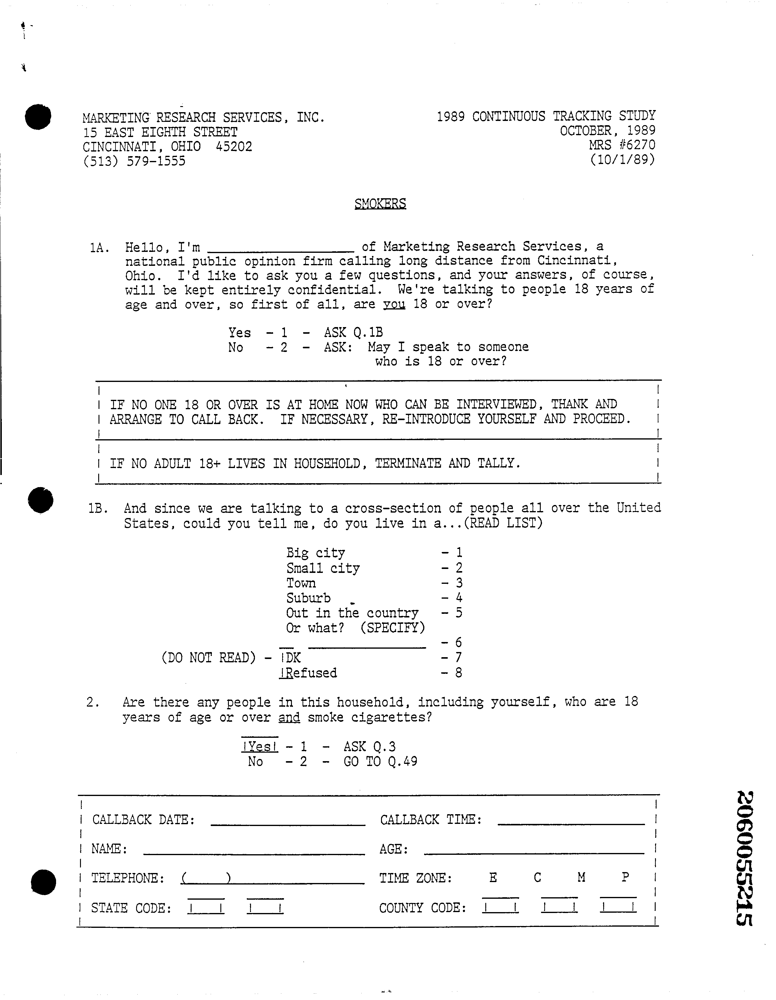 MARKETING RESEARCH SERVICES, INC.
15 EAST EIGHTH STREET
CINCINNATI, OHIO 45202
(513) 579-1555
1989 CONTINUOUS TRACKING STUDY
OCTOBER, 1989
MRS #6270
(10/1/89)
SMOKERS
1A. Hello, I'm ____________________ of Marketing Research Services, a
national public opinion firm calling long distance from Cincinnati,
Ohio. I'd like to ask you a few questions, and your answers, of course,
will be kept entirely confidential. We're talking to people 18 years of
age and over, so first of all, are you 18 or over?
Yes - 1 - ASK Q.1B
No - 2 - ASK: May I speak to someone
who is 18 or over?
IF NO ONE 18 OR OVER IS AT HOME NOW WHO CAN BE INTERVIEWED, THANK AND
ARRANGE TO CALL BACK. IF NECESSARY, RE-INTRODUCE YOURSELF AND PROCEED.
IF NO ADULT 18+ LIVES IN HOUSEHOLD, TERMINATE AND TALLY.
1B. And since we are talking to a cross-section of people all over the United
States, could you tell me, do you live in a...(READ LIST)
Big city - 1
Small city - 2
Town - 3
Suburb - 4
Out in the country - 5
Or what? (SPECIFY)
____________________ - 6
(DO NOT READ) - DK - 7
Refused - 8
2. Are there any people in this household, including yourself, who are 18
years of age or over and smoke cigarettes?
Yes - 1 - ASK Q.3
No - 2 - GO TO Q.49
CALLBACK DATE: ____________________ CALLBACK TIME: ____________________
NAME: ____________________ AGE: ____________________
TELEPHONE: (     ) ____________________ TIME ZONE: E C M P
STATE CODE: COUNTY CODE:
2060055215